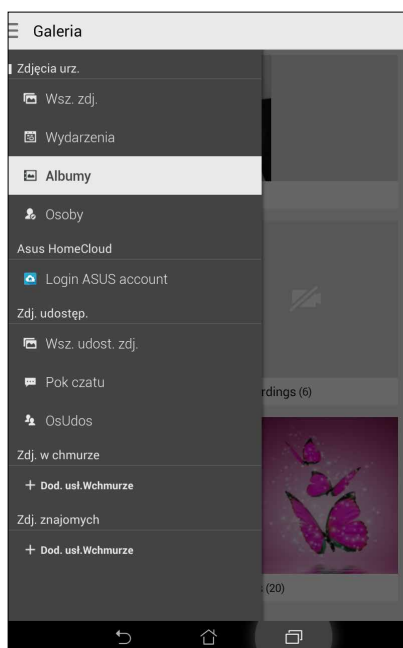 Galeria
Zdjęcia urz.
Wsz. zdj.
Wydarzenia
Albumy
Osoby
Asus HomeCloud
Login ASUS account
Zdj. udostęp.
Wsz. udost. zdj.
Pok czatu
rdings (6)
OsUdos
Zdj. w chmurze
+ Dod. usł.Wchmurze
Zdj. znajomych
+ Dod. usł.Wchmurze
(20)